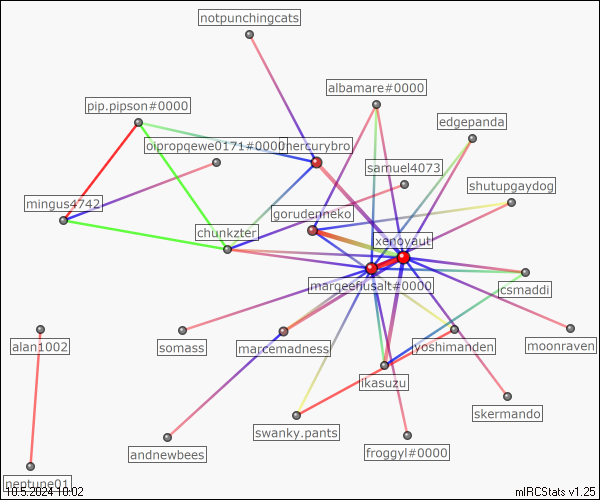 notpunchingcats
albamare#0000
pip.pipson#0000
edgepanda
oipropqewe0171#0000
mercurybro
samuel4073
shutupgaydog
mingus4742
gorudenneko
chunkzter
xenoyaut
marqeefiusalt#0000
csmaddi
alan1002
somass
marcemadness
yoshimanden
moonraven
ikasuzu
skermando
swanky.pants
andnewbees
froggyl#0000
neptune01
10.5.2024 10:02
mIRCStats v1.25